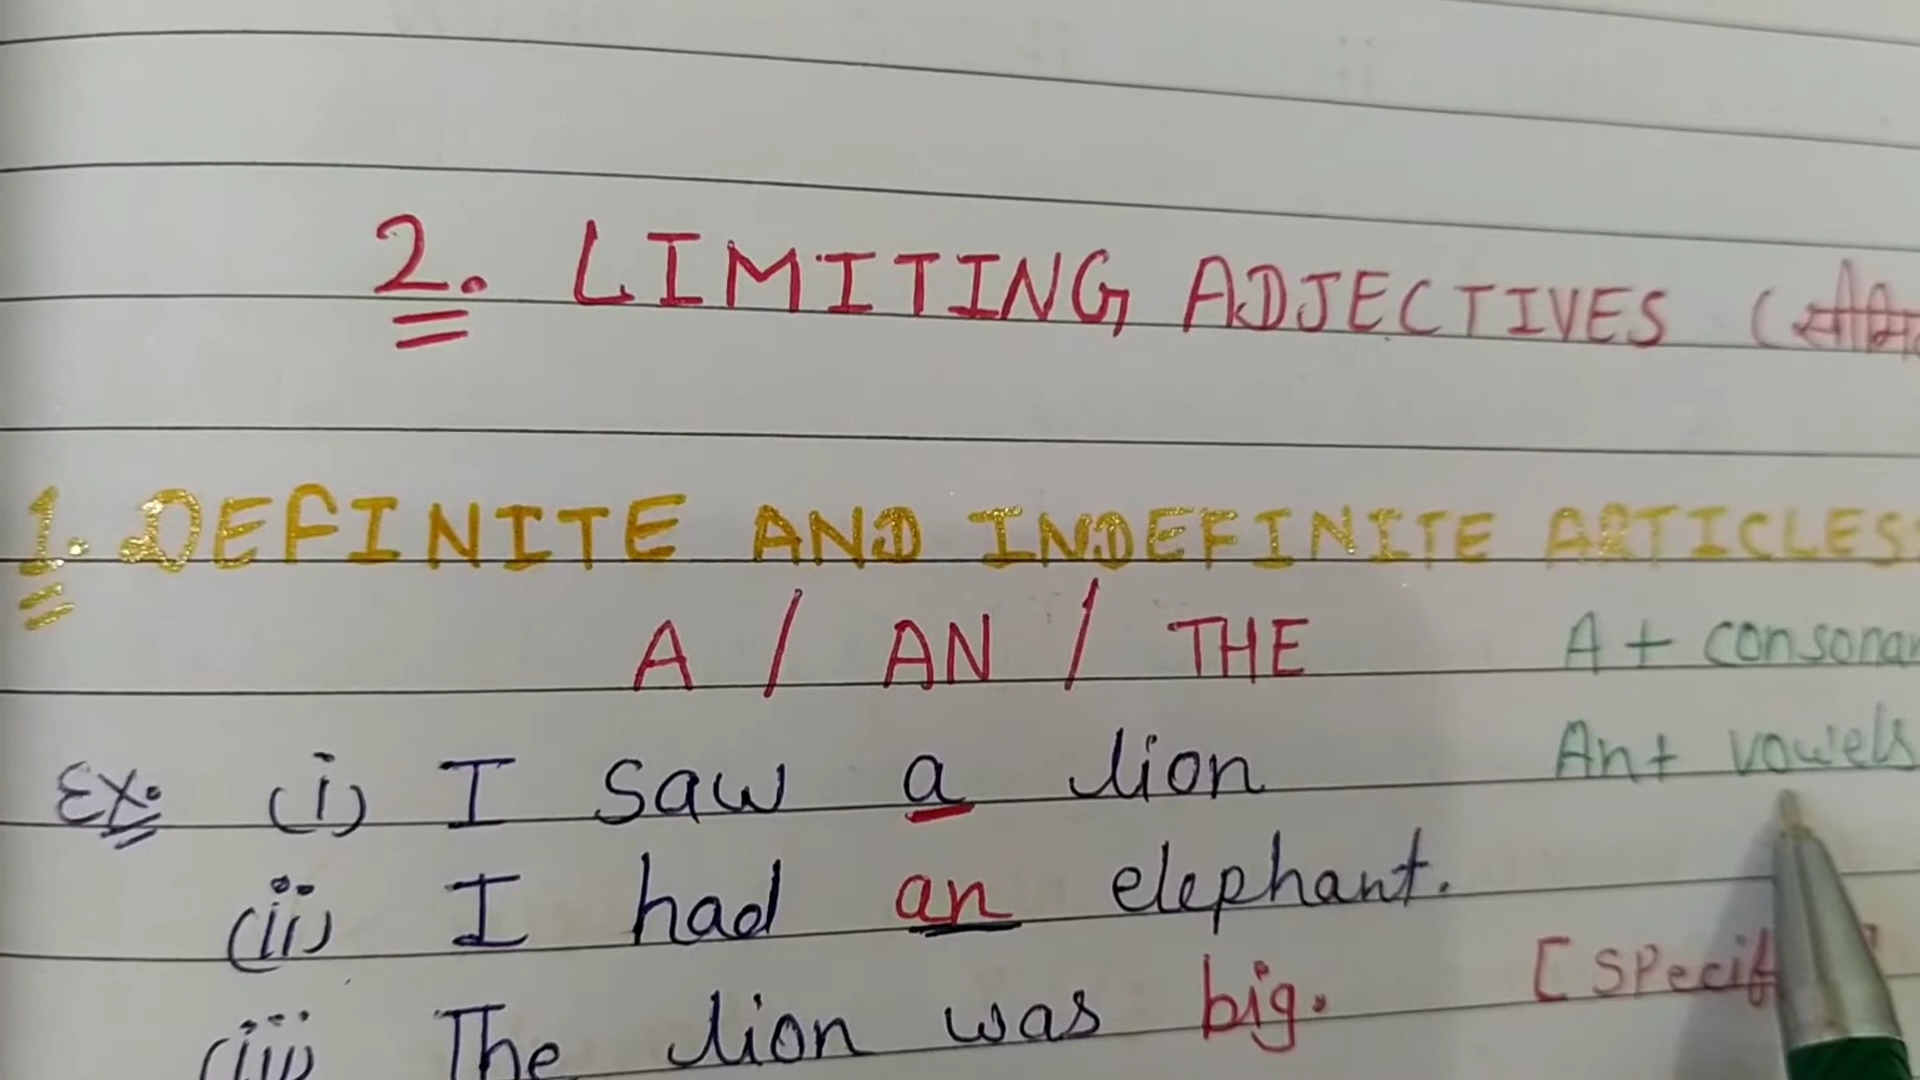 2. LIMITING ADJECTIVES (
1. DEFINITE AND INDEFINITE ARTICLES
A / AN / THE
A + consonan
Ex: (i) I saw a lion
An + vowels
(ii) I had an elephant.
[Specif
(iii) The lion was big.